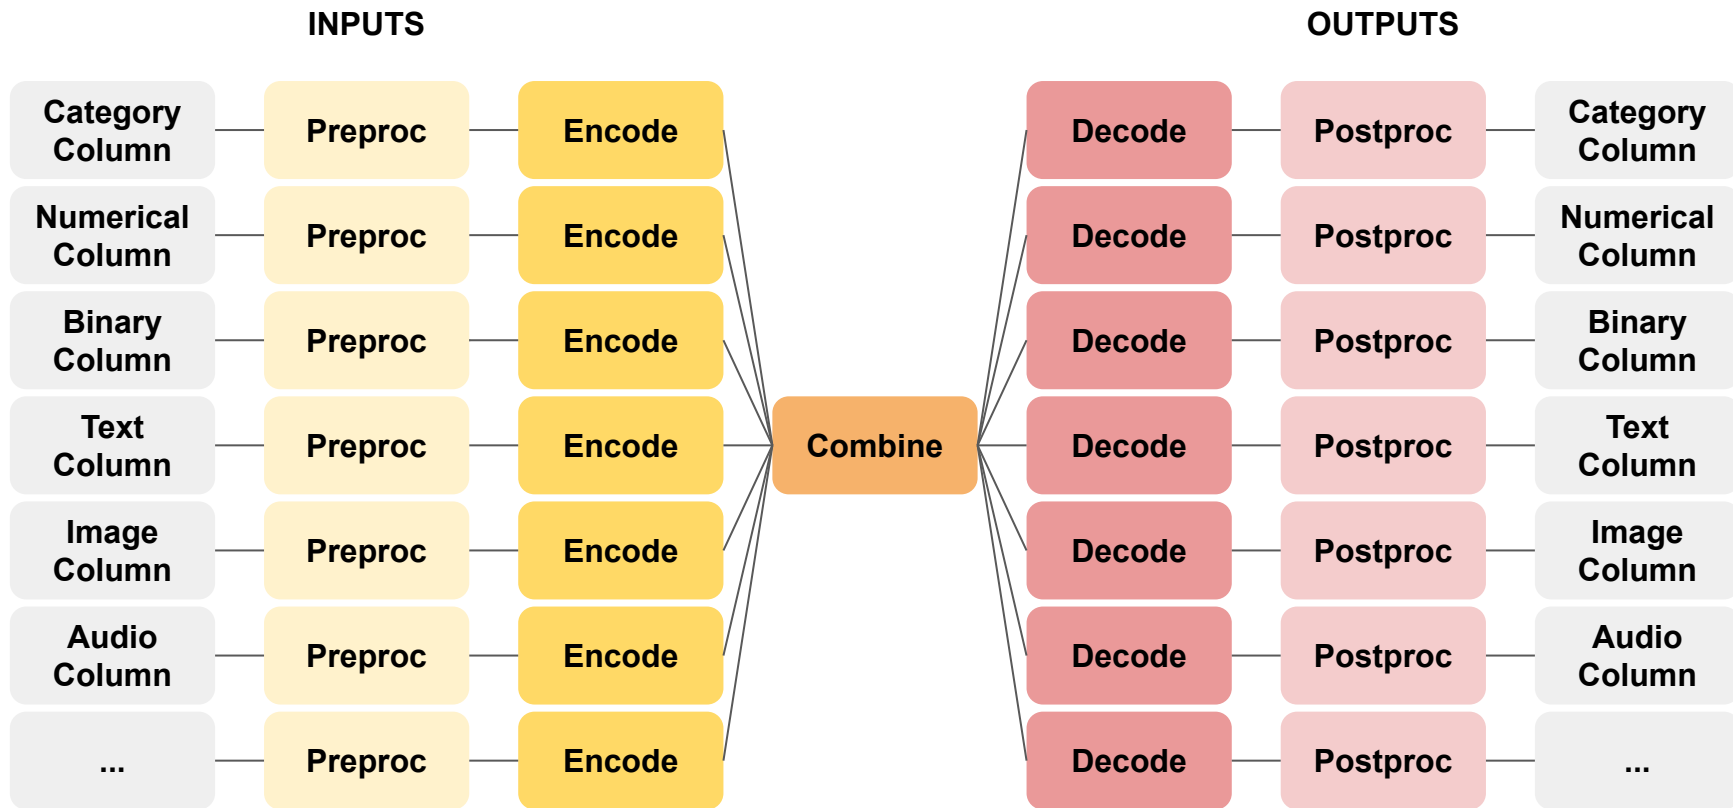 INPUTS
OUTPUTS
Category
Column
Preproc
Encode
Decode
Postproc
Category
Column
Numerical
Column
Preproc
Encode
Decode
Postproc
Numerical
Column
Binary
Column
Preproc
Encode
Decode
Postproc
Binary
Column
Text
Column
Preproc
Encode
Combine
Decode
Postproc
Text
Column
Image
Column
Preproc
Encode
Decode
Postproc
Image
Column
Audio
Column
Preproc
Encode
Decode
Postproc
Audio
Column
...
Preproc
Encode
Decode
Postproc
...